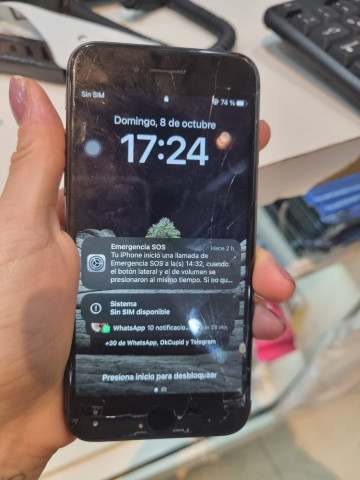 Sin SIM
74 %
Domingo, 8 de octubre
17:24
Emergencia SOS
Hace 2 h
Tu iPhone inició una llamada de
Emergencia SOS a la(s) 14:32, cuando
el botón lateral y el de volumen se
presionaron al mismo tiempo. Si no qu...
Sistema
Sin SIM disponible
WhatsApp 10 notificacio...
+30 de WhatsApp, OkCupid y Telegram
Presiona inicio para desbloquear